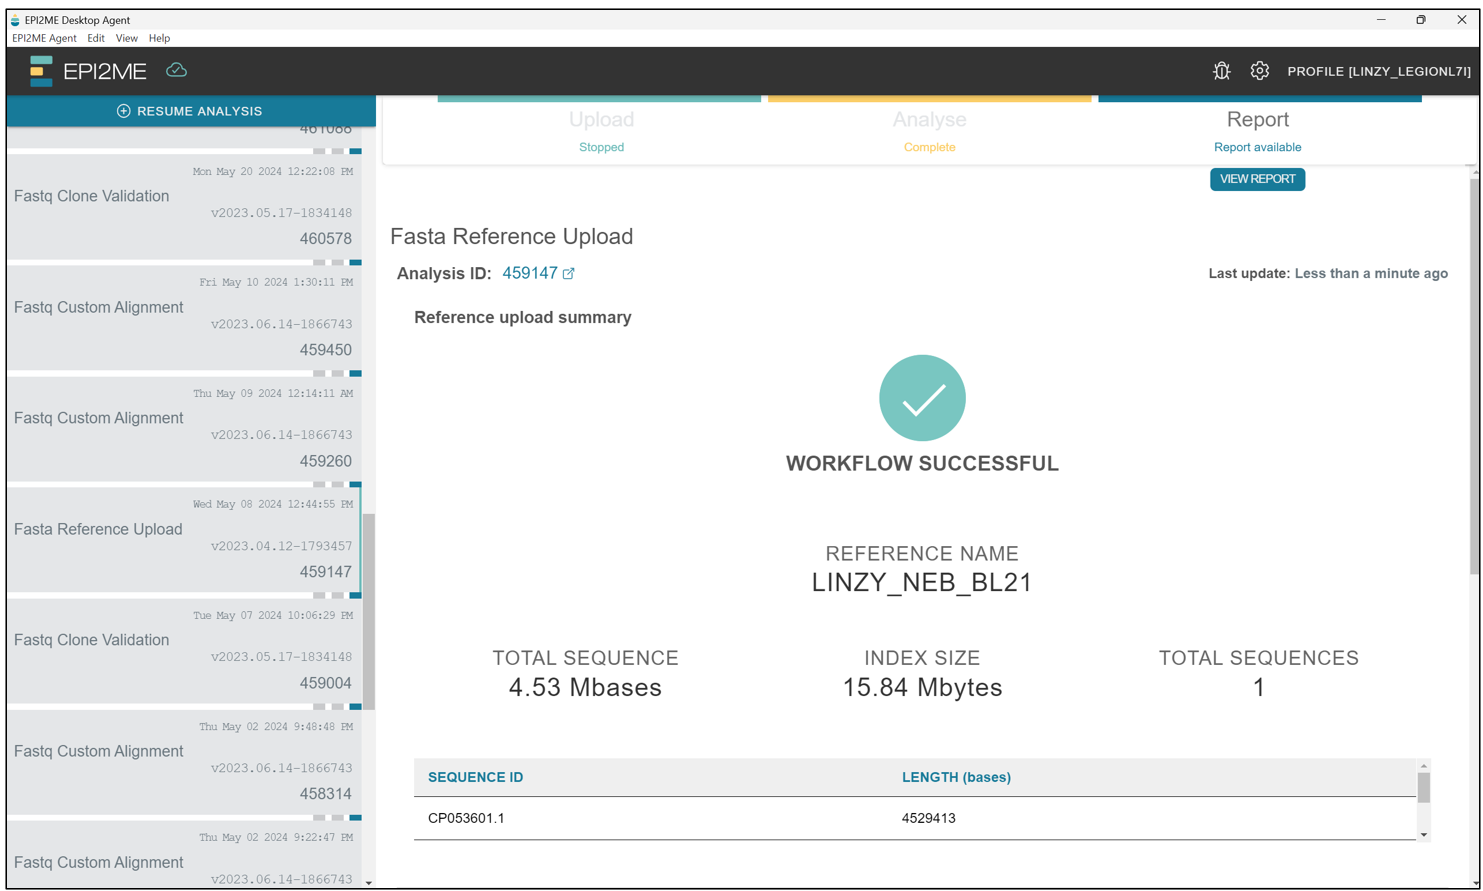 EPI2ME Desktop Agent
EPI2ME Agent Edit View Help
EPI2ME
PROFILE [LINZY_LEGIONL7I]
RESUME ANALYSIS
461088
Mon May 20 2024 12:22:08 PM
Fastq Clone Validation
v2023.05.17-1834148
460578
Fri May 10 2024 1:30:11 PM
Fastq Custom Alignment
v2023.06.14-1866743
459450
Thu May 09 2024 12:14:11 AM
Fastq Custom Alignment
v2023.06.14-1866743
459260
Wed May 08 2024 12:44:55 PM
Fasta Reference Upload
v2023.04.12-1793457
459147
Tue May 07 2024 10:06:29 PM
Fastq Clone Validation
v2023.05.17-1834148
459004
Thu May 02 2024 9:48:48 PM
Fastq Custom Alignment
v2023.06.14-1866743
458314
Thu May 02 2024 9:22:47 PM
Fastq Custom Alignment
v2023.06.14-1866743
Upload
Stopped
Analyse
Complete
Report
Report available
VIEW REPORT
Fasta Reference Upload
Analysis ID: 459147
Last update: Less than a minute ago
Reference upload summary
WORKFLOW SUCCESSFUL
REFERENCE NAME
LINZY_NEB_BL21
TOTAL SEQUENCE
4.53 Mbases
INDEX SIZE
15.84 Mbytes
TOTAL SEQUENCES
1
SEQUENCE ID LENGTH (bases)
CP053601.1 4529413